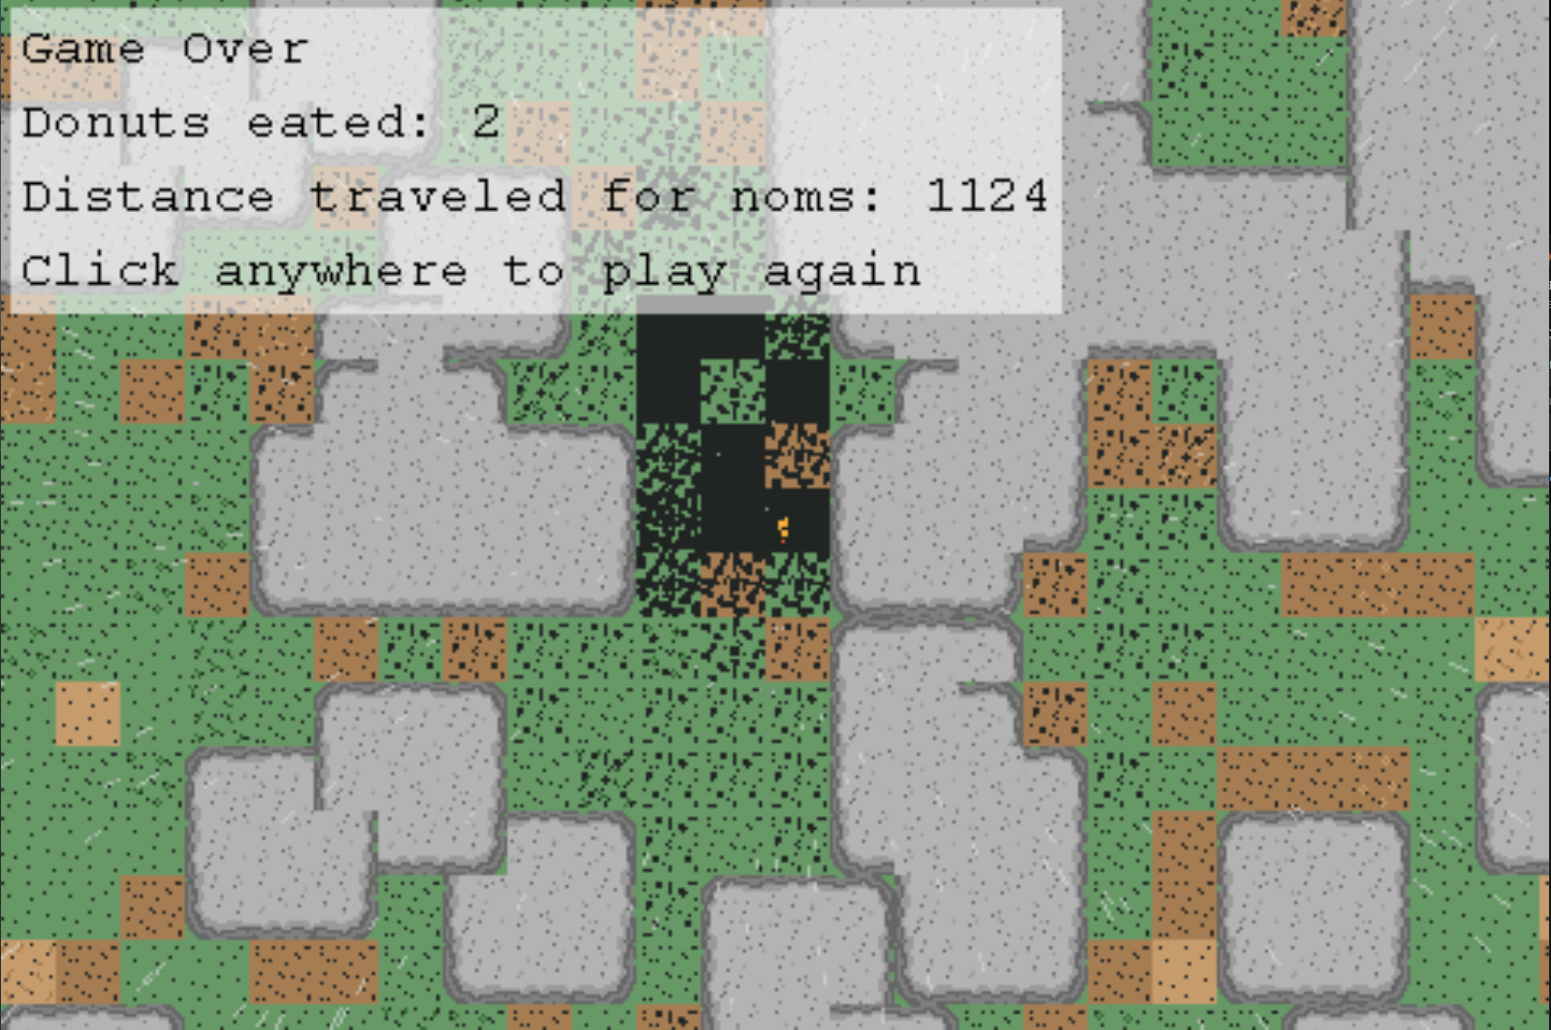 Game Over
Donuts eated: 2
Distance traveled for noms: 1124
Click anywhere to play again